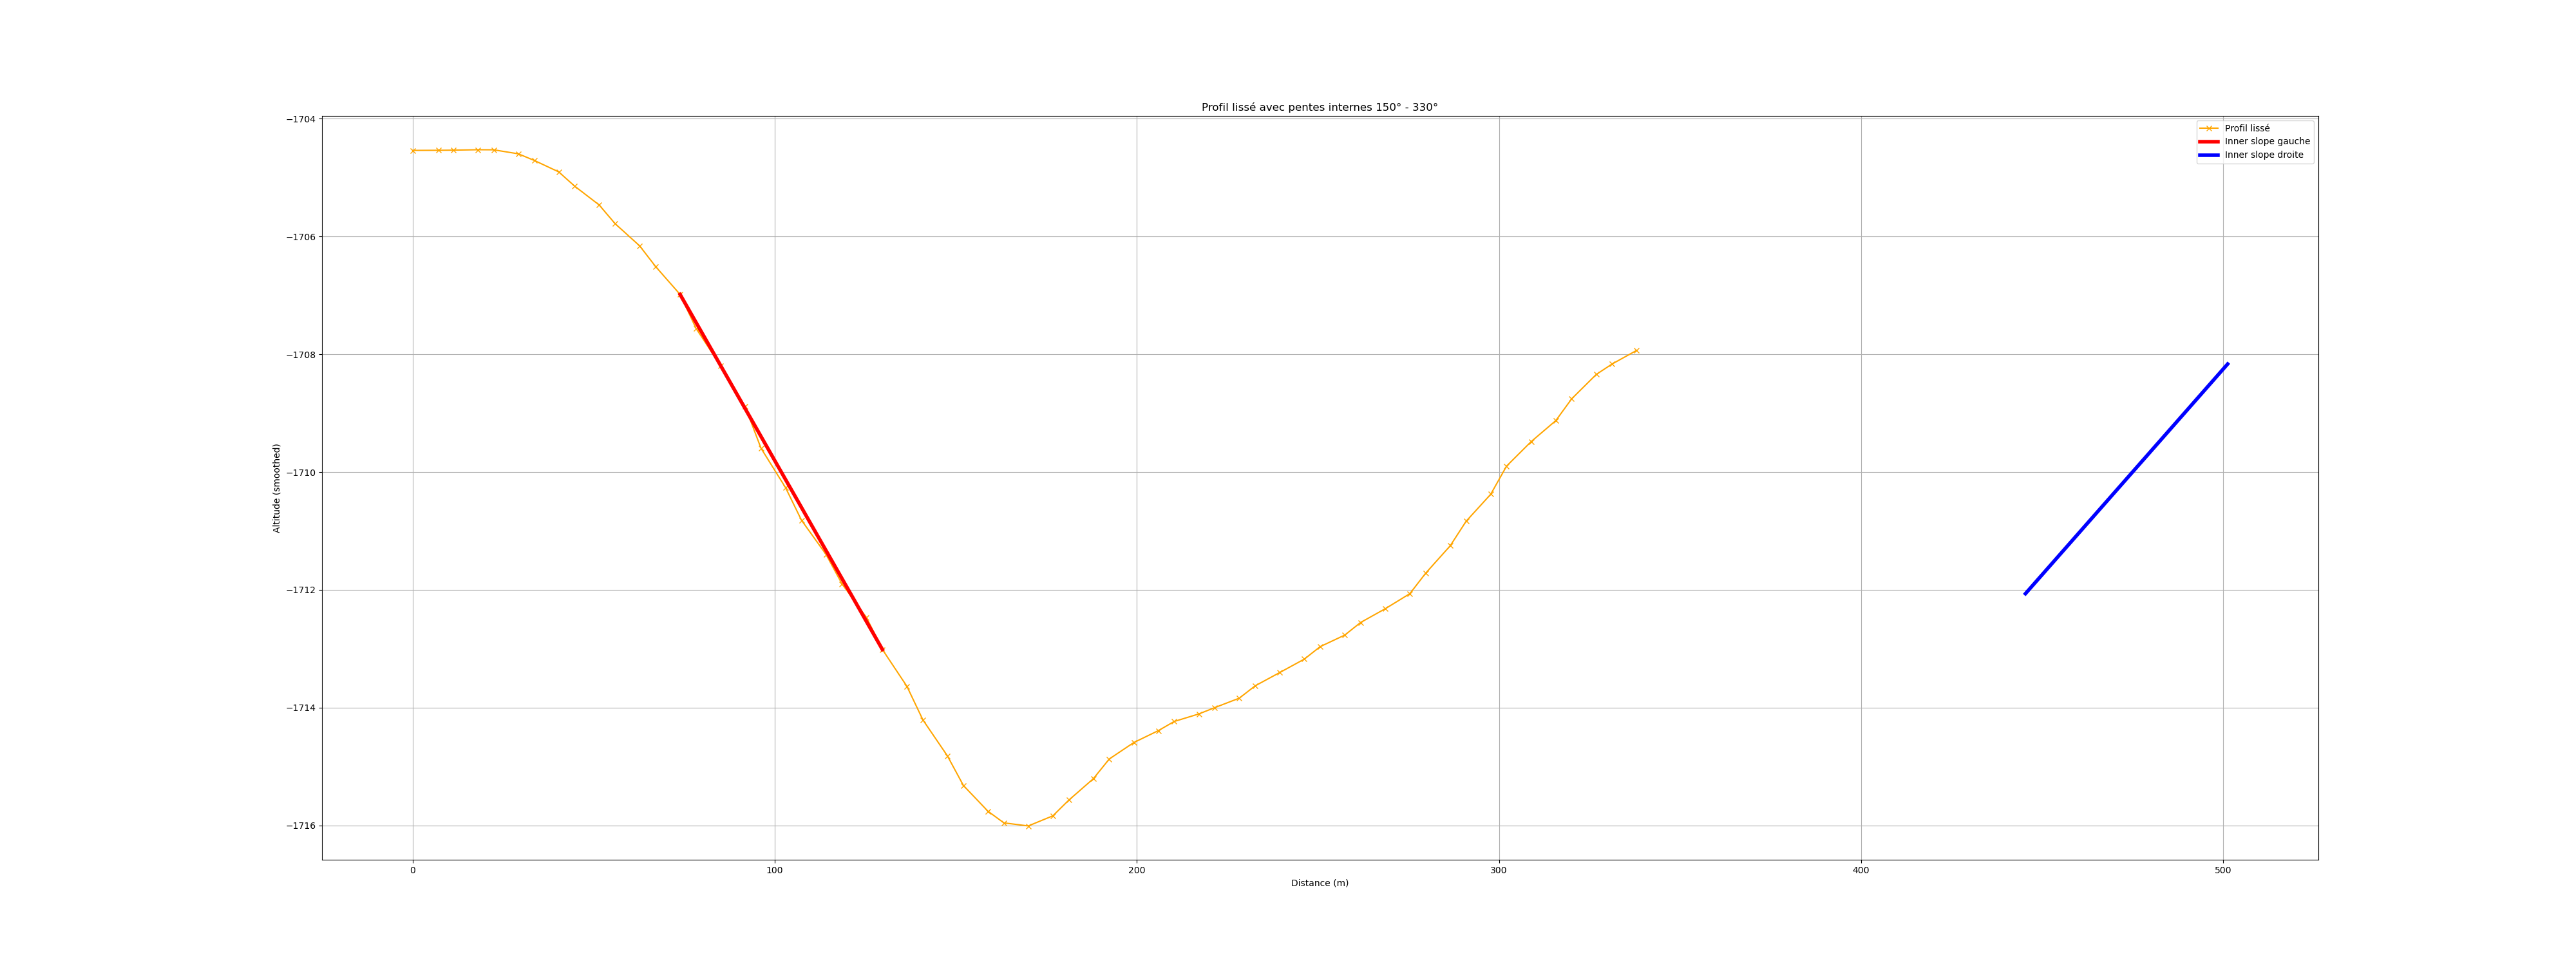 Profil lissé avec pentes internes 150° - 330°
Profil lissé
Inner slope gauche
Inner slope droite
Altitude (smoothed)
−1704
−1706
−1708
−1710
−1712
−1714
−1716
0
100
200
300
400
500
Distance (m)